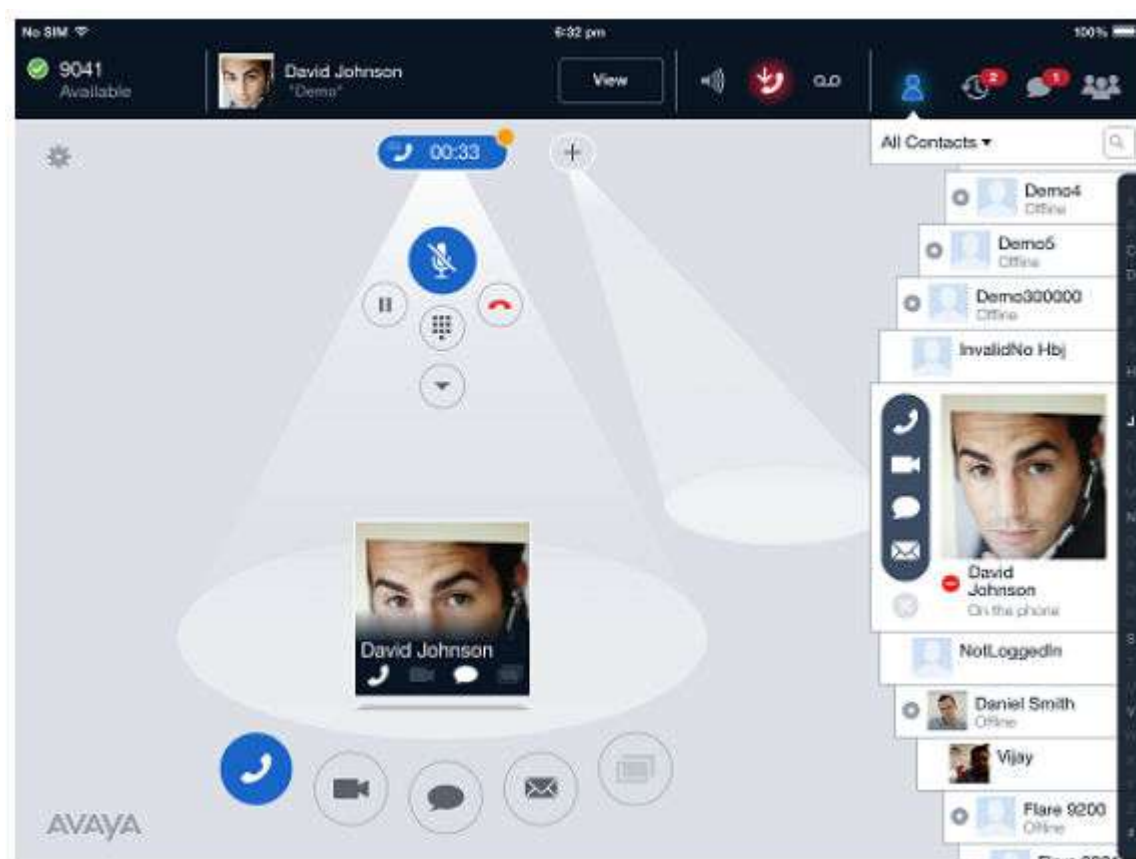 No SIM
6:32 pm
100%
9041
Available
David Johnson
"Demo"
View
2
1
00:33
All Contacts
Demo4
Offline
Demo5
Offline
Demo300000
Offline
InvalidNo Hbj
David
Johnson
On the phone
David Johnson
NotLoggedIn
Daniel Smith
Offline
Vijay
Flare 9200
Offline
AVAYA